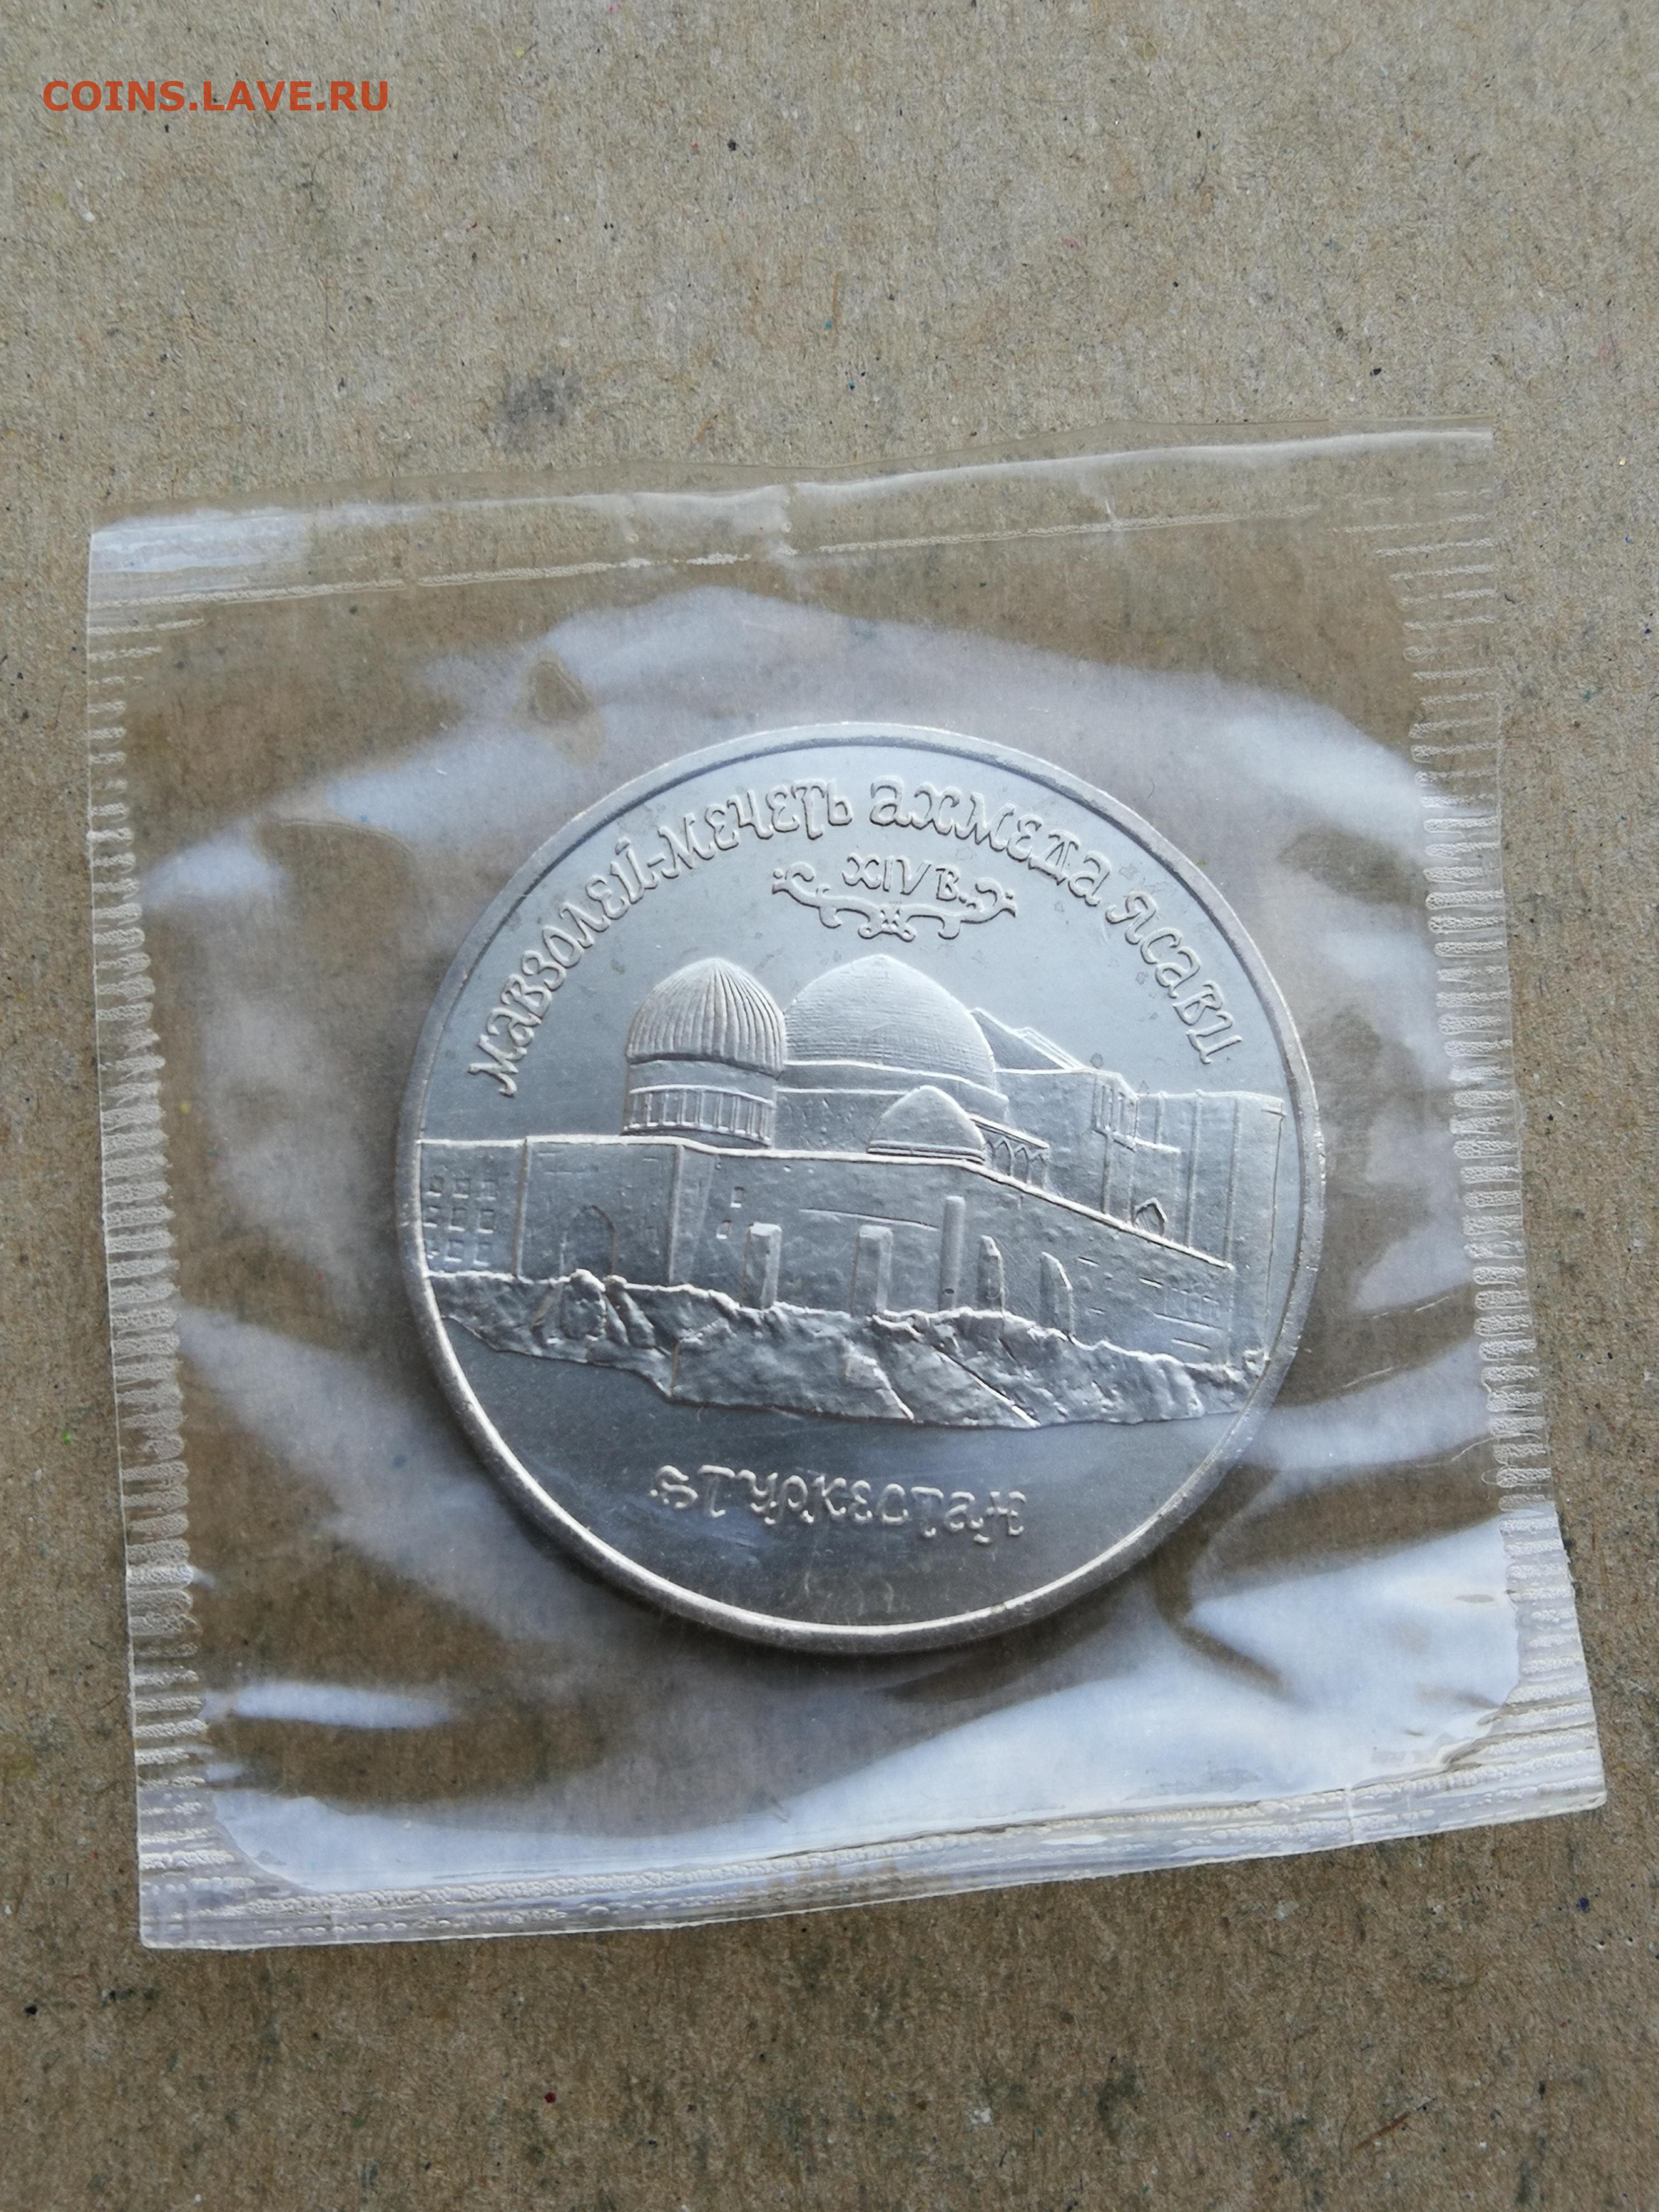 COINS.LAVE.RU
МАВЗОЛЕЙ-МЕЧЕТЬ АХМЕДА ЯСАВИ
XIV В.
Г. ТУРКЕСТАН